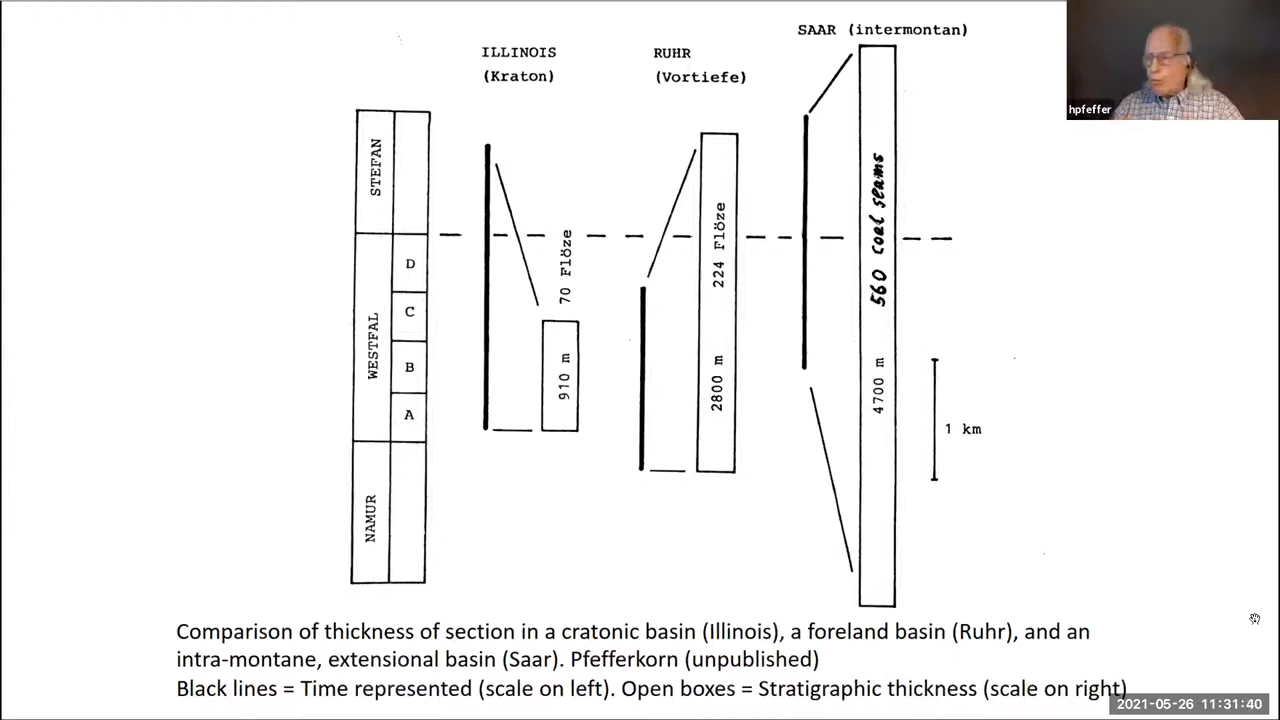 SAAR (intermontan)
ILLINOIS
(Kraton)
RUHR
(Vortiefe)
hpfeffer
STEFAN
WESTFAL
D
C
B
A
NAMUR
70 Flöze
910 m
224 Flöze
2800 m
560 coal seams
4700 m
1 km
Comparison of thickness of section in a cratonic basin (Illinois), a foreland basin (Ruhr), and an
intra-montane, extensional basin (Saar). Pfefferkorn (unpublished)
Black lines = Time represented (scale on left). Open boxes = Stratigraphic thickness (scale on right)
2021-05-26 11:31:40